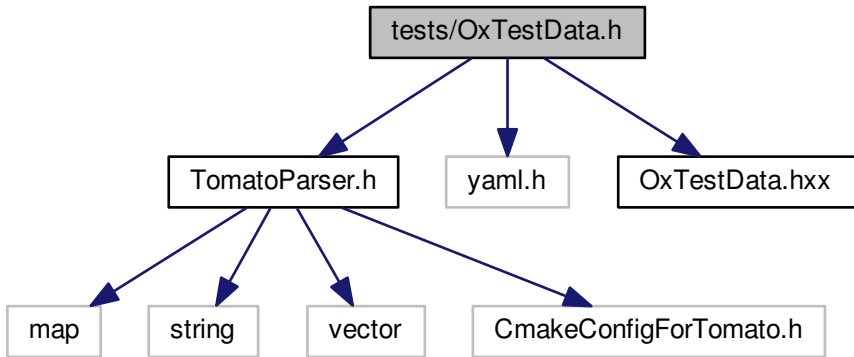 tests/OxTestData.h
TomatoParser.h
yaml.h
OxTestData.hxx
map
string
vector
CmakeConfigForTomato.h